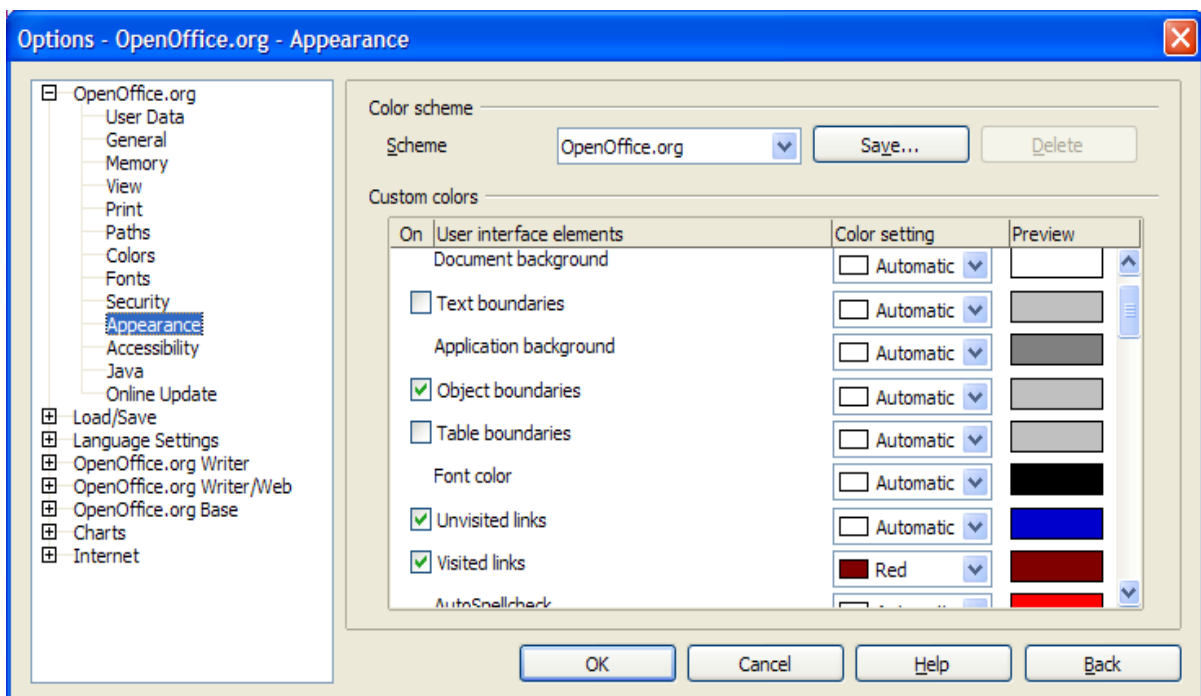 Options - OpenOffice.org - Appearance
OpenOffice.org
User Data
General
Memory
View
Print
Paths
Colors
Fonts
Security
Appearance
Accessibility
Java
Online Update
Load/Save
Language Settings
OpenOffice.org Writer
OpenOffice.org Writer/Web
OpenOffice.org Base
Charts
Internet
Color scheme
Scheme OpenOffice.org Save... Delete
Custom colors
On User interface elements Color setting Preview
Document background Automatic
Text boundaries Automatic
Application background Automatic
Object boundaries Automatic
Table boundaries Automatic
Font color Automatic
Unvisited links Automatic
Visited links Red
AutoSpellcheck
OK Cancel Help Back